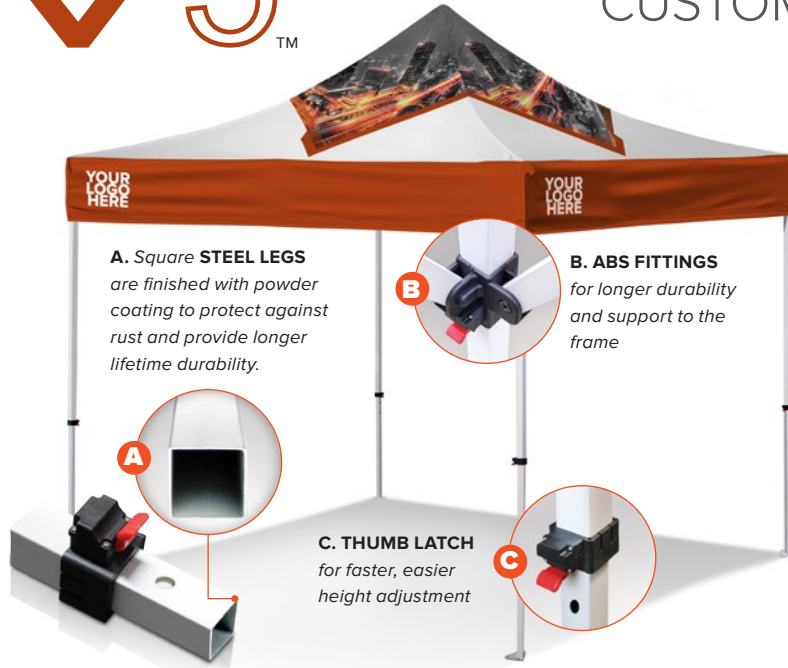 TM
CUSTOM
YOUR
LOGO
HERE
YOUR
LOGO
HERE
A. Square STEEL LEGS
are finished with powder
coating to protect against
rust and provide longer
lifetime durability.
B
B. ABS FITTINGS
for longer durability
and support to the
frame
A
C. THUMB LATCH
for faster, easier
height adjustment
C